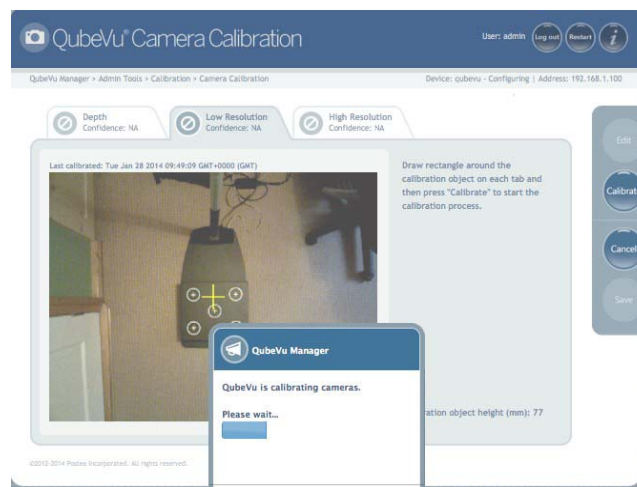 QubeVu® Camera Calibration
User: admin
Log out
Restart
i
QubeVu Manager > Admin Tools > Calibration > Camera Calibration
Device: qubevu - Configuring | Address: 192.168.1.100
Depth
Confidence: NA
Low Resolution
Confidence: NA
High Resolution
Confidence: NA
Edit
Last calibrated: Tue Jan 28 2014 09:49:09 GMT+0000 (GMT)
Draw rectangle around the
calibration object on each tab and
then press "Calibrate" to start the
calibration process.
Calibrat
Cancel
Save
QubeVu Manager
QubeVu is calibrating cameras.
Please wait...
ration object height (mm): 77
©2012-2014 Postea Incorporated. All rights reserved.